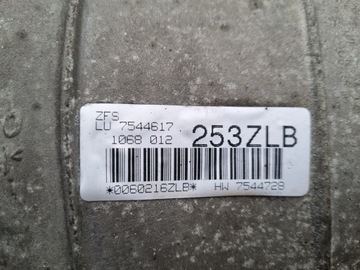 ZFS
LU 7544617
1068 012
253ZLB
*0060216ZLB* HW 7544728